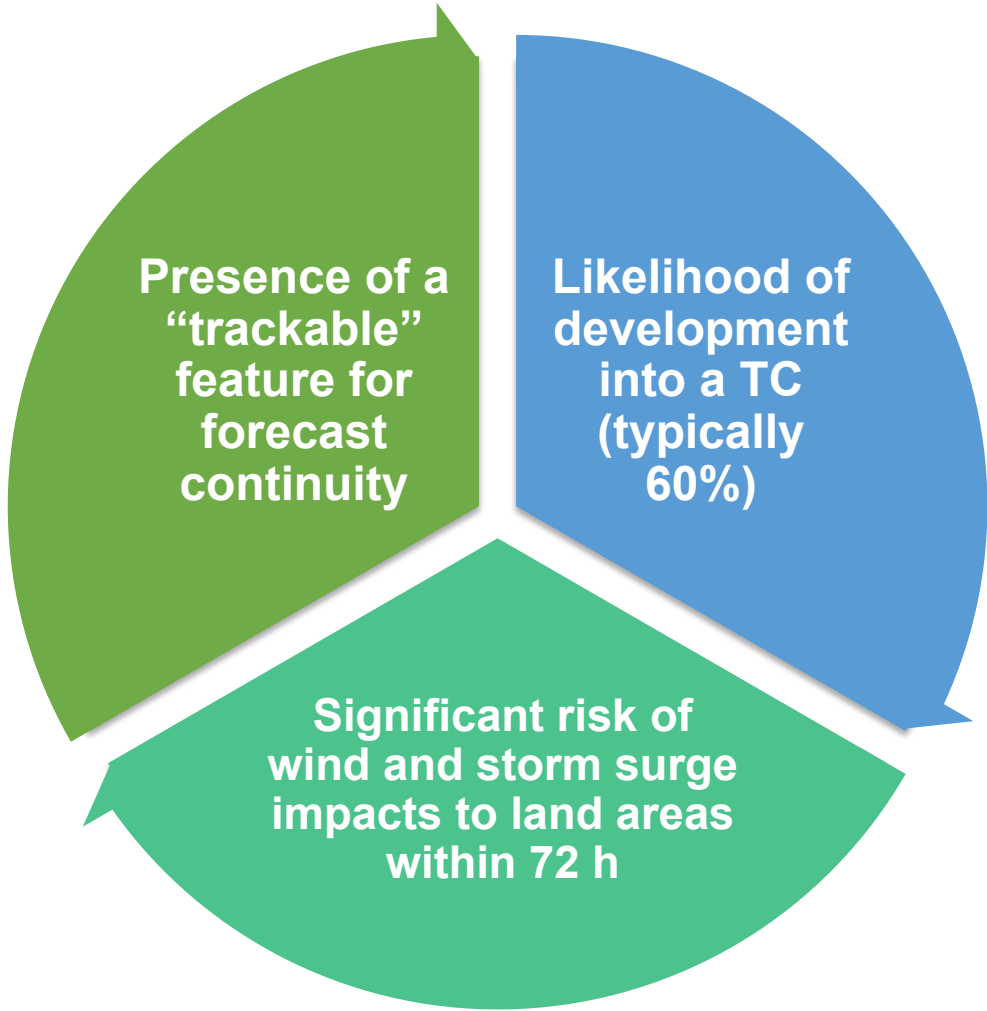 Presence of a
“trackable”
feature for
forecast
continuity
Likelihood of
development
into a TC
(typically
60%)
Significant risk of
wind and storm surge
impacts to land areas
within 72 h